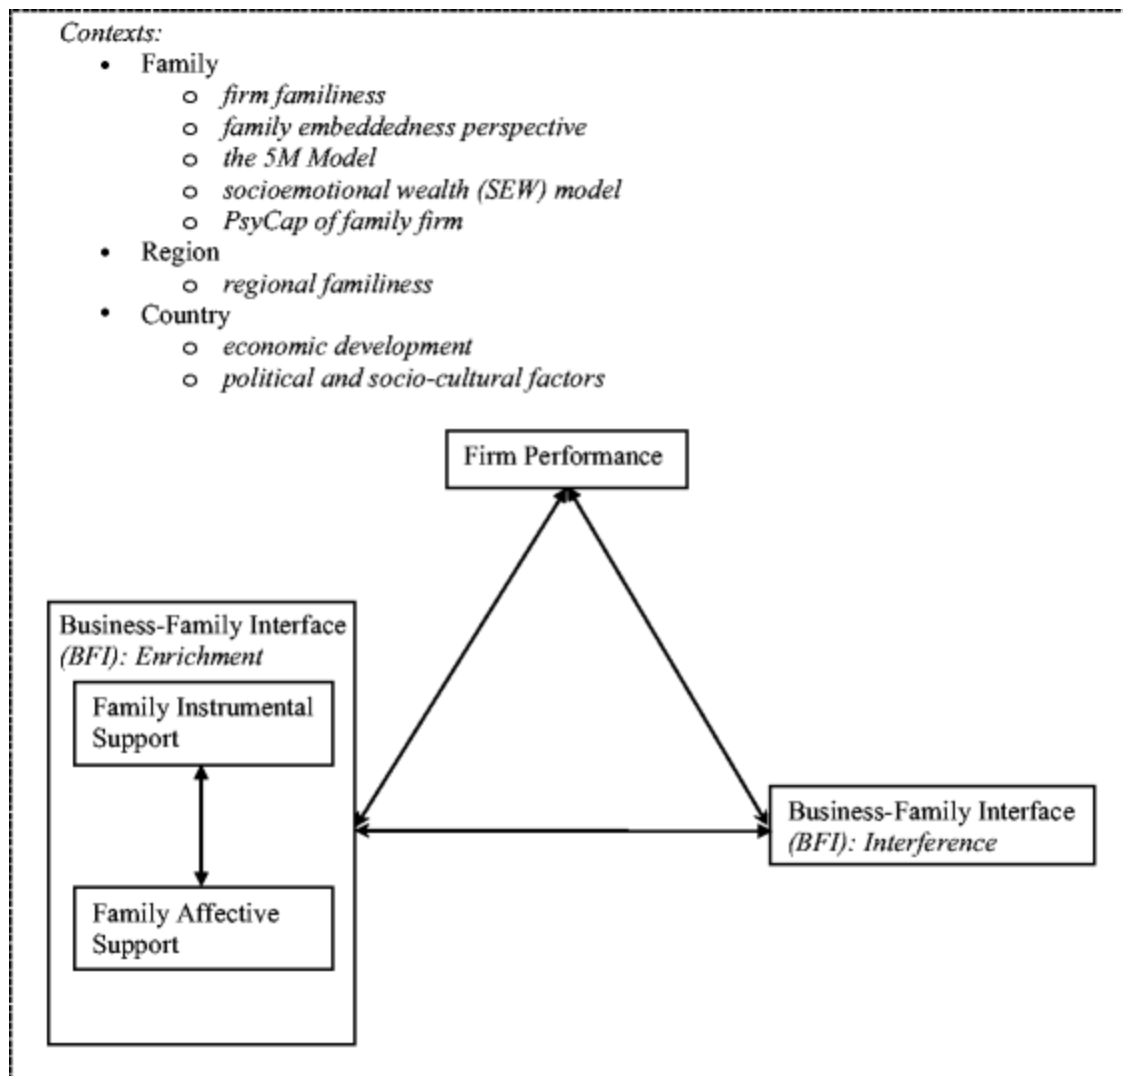 Contexts:
• Family
o firm familiness
o family embeddedness perspective
o the 5M Model
o socioemotional wealth (SEW) model
o PsyCap of family firm
• Region
o regional familiness
• Country
o economic development
o political and socio-cultural factors
Firm Performance
Business-Family Interface
(BFI): Enrichment
Family Instrumental
Support
Family Affective
Support
Business-Family Interface
(BFI): Interference